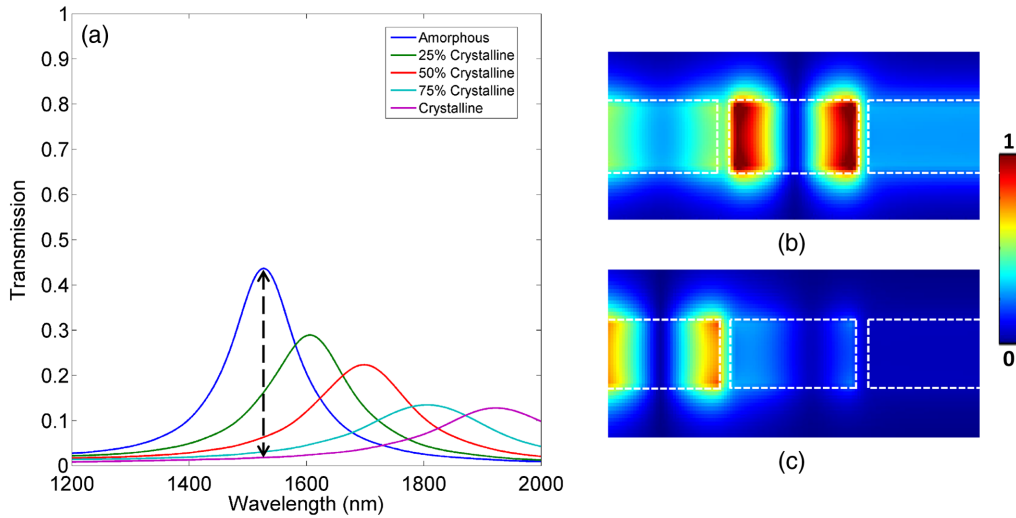 (a)
1
0.9
0.8
0.7
0.6
0.5
0.4
0.3
0.2
0.1
0
Transmission
Amorphous
25% Crystalline
50% Crystalline
75% Crystalline
Crystalline
1200
1400
1600
1800
2000
Wavelength (nm)
(b)
1
0
(c)